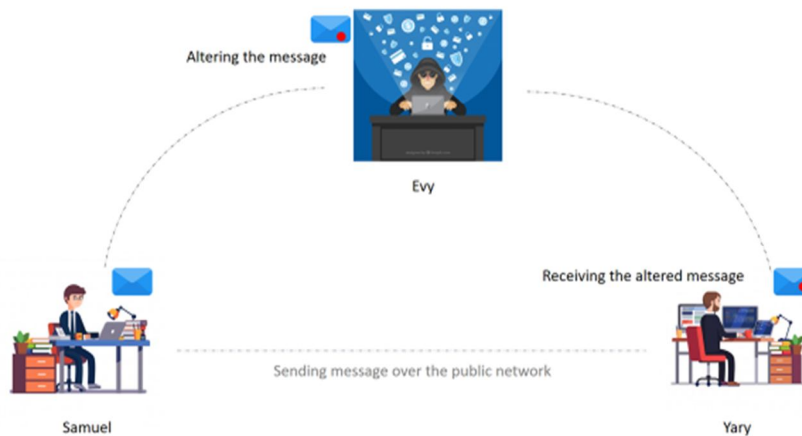 Altering the message
Evy
Receiving the altered message
Sending message over the public network
Samuel
Yary